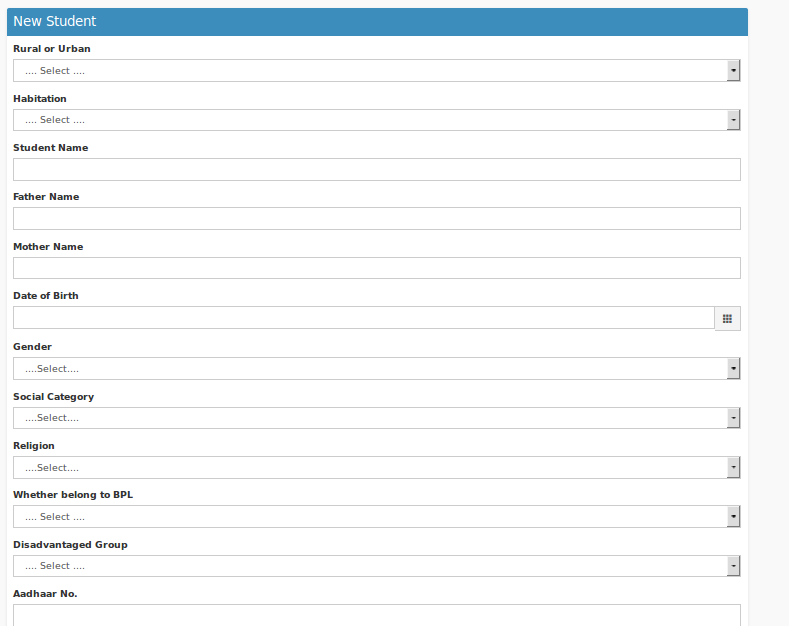 New Student
Rural or Urban
.... Select ....
Habitation
.... Select ....
Student Name
Father Name
Mother Name
Date of Birth
Gender
....Select....
Social Category
....Select....
Religion
....Select....
Whether belong to BPL
.... Select ....
Disadvantaged Group
.... Select ....
Aadhaar No.